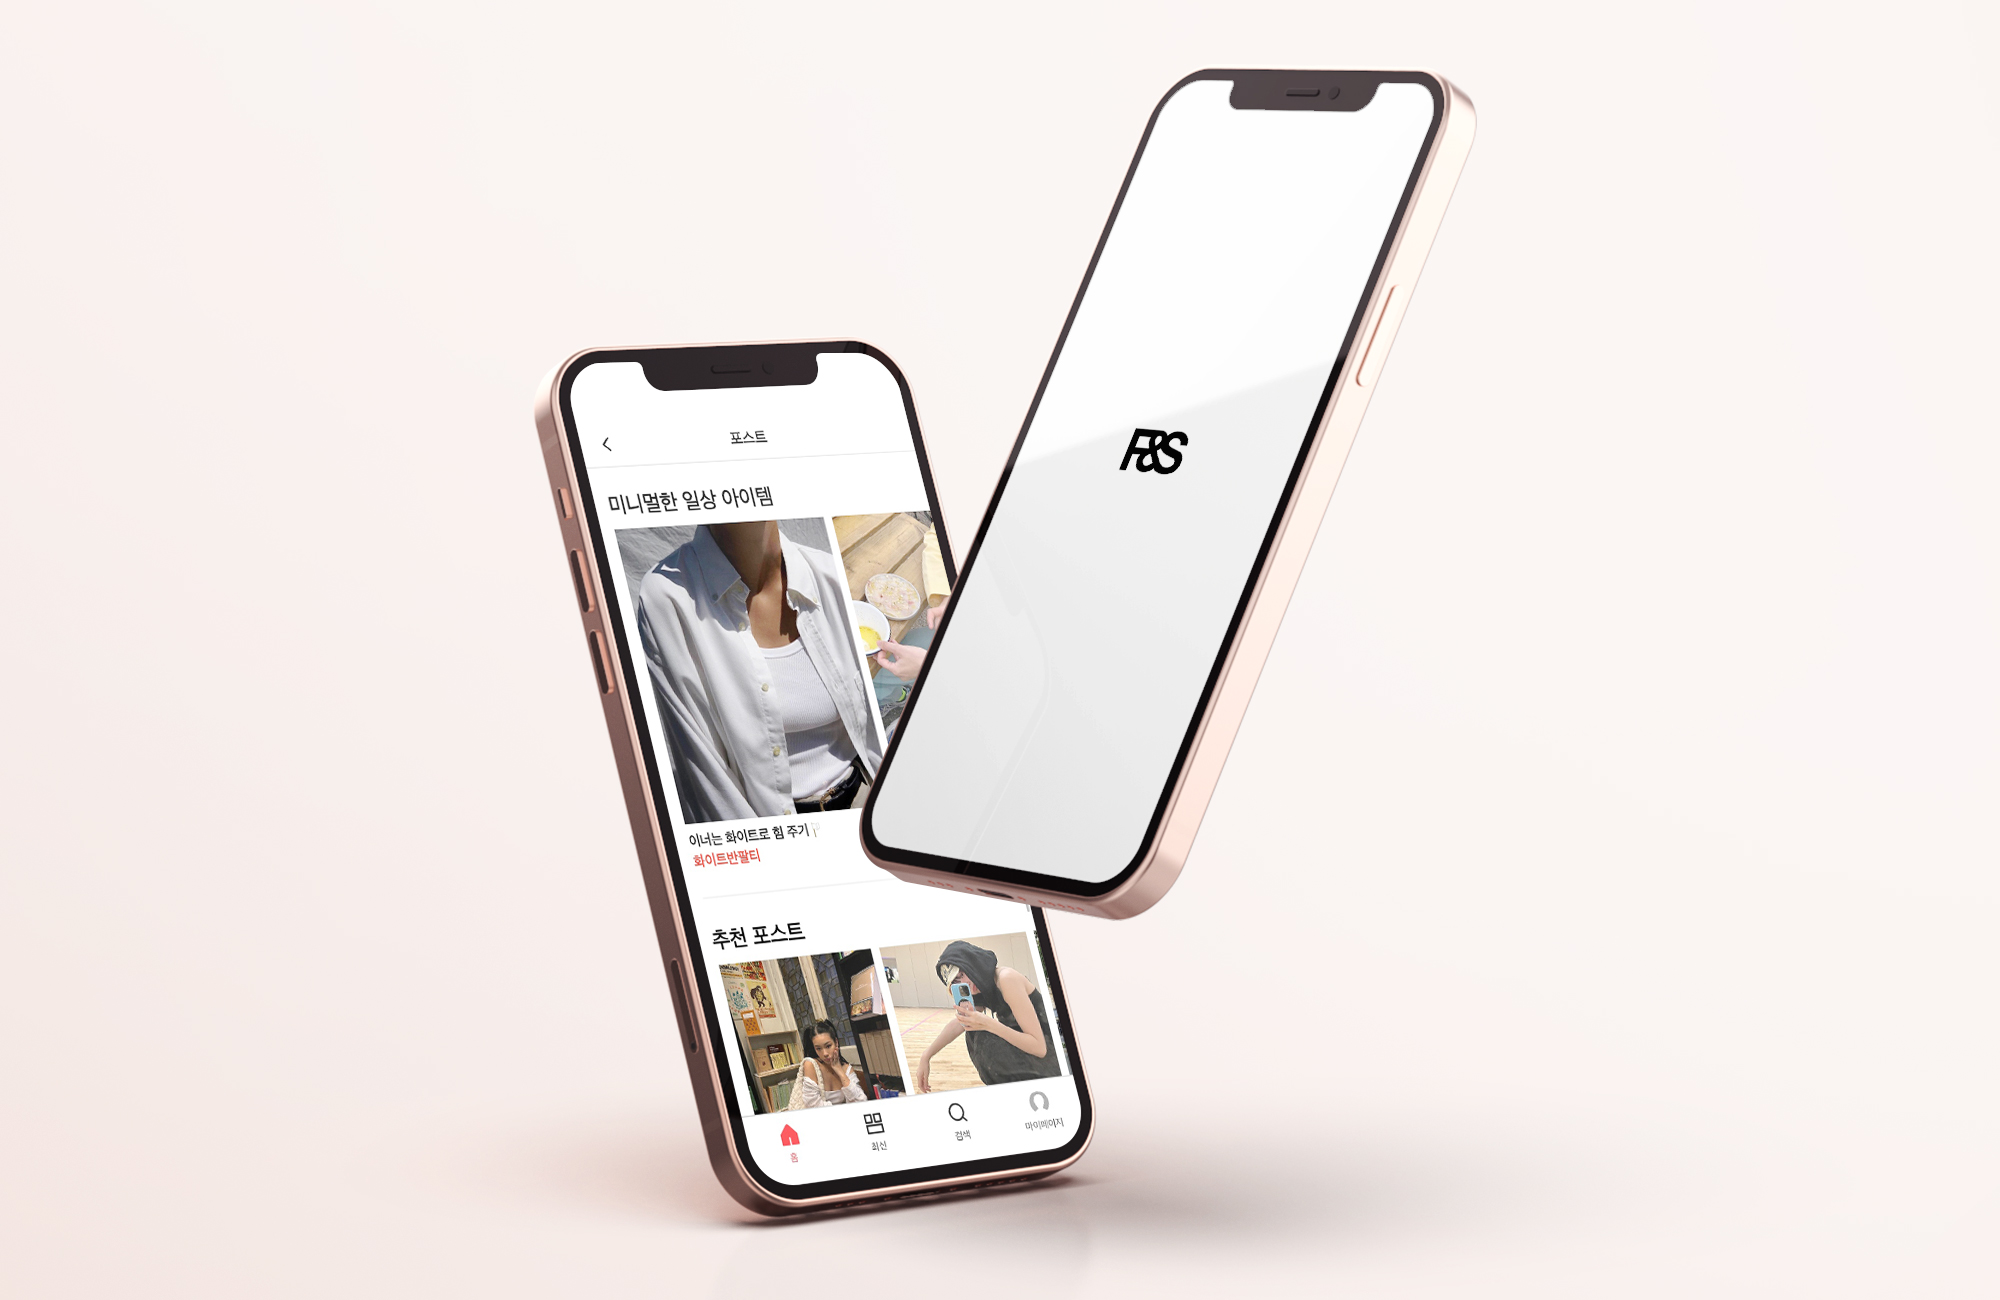 포스트
미니멀한 일상 아이템
이너는 화이트로 힘 주기
화이트반팔티
추천 포스트
홈
최신
검색
마이페이지
F&S